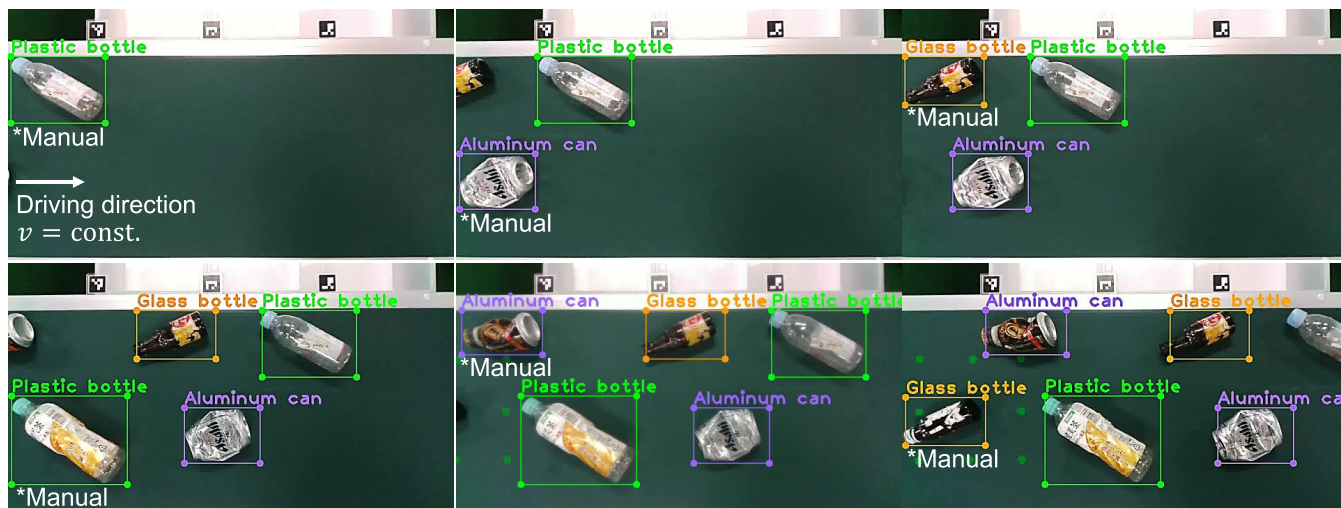 Plastic bottle
*Manual
Driving direction
v = const.
Plastic bottle
Aluminum can
*Manual
Glass bottle
Plastic bottle
*Manual
Aluminum can
Glass bottle
Plastic bottle
Plastic bottle
Aluminum can
*Manual
Aluminum can
Glass bottle
Plastic bottle
*Manual
Plastic bottle
Aluminum can
Aluminum can
Glass bottle
Glass bottle
Plastic bottle
Aluminum ca
*Manual